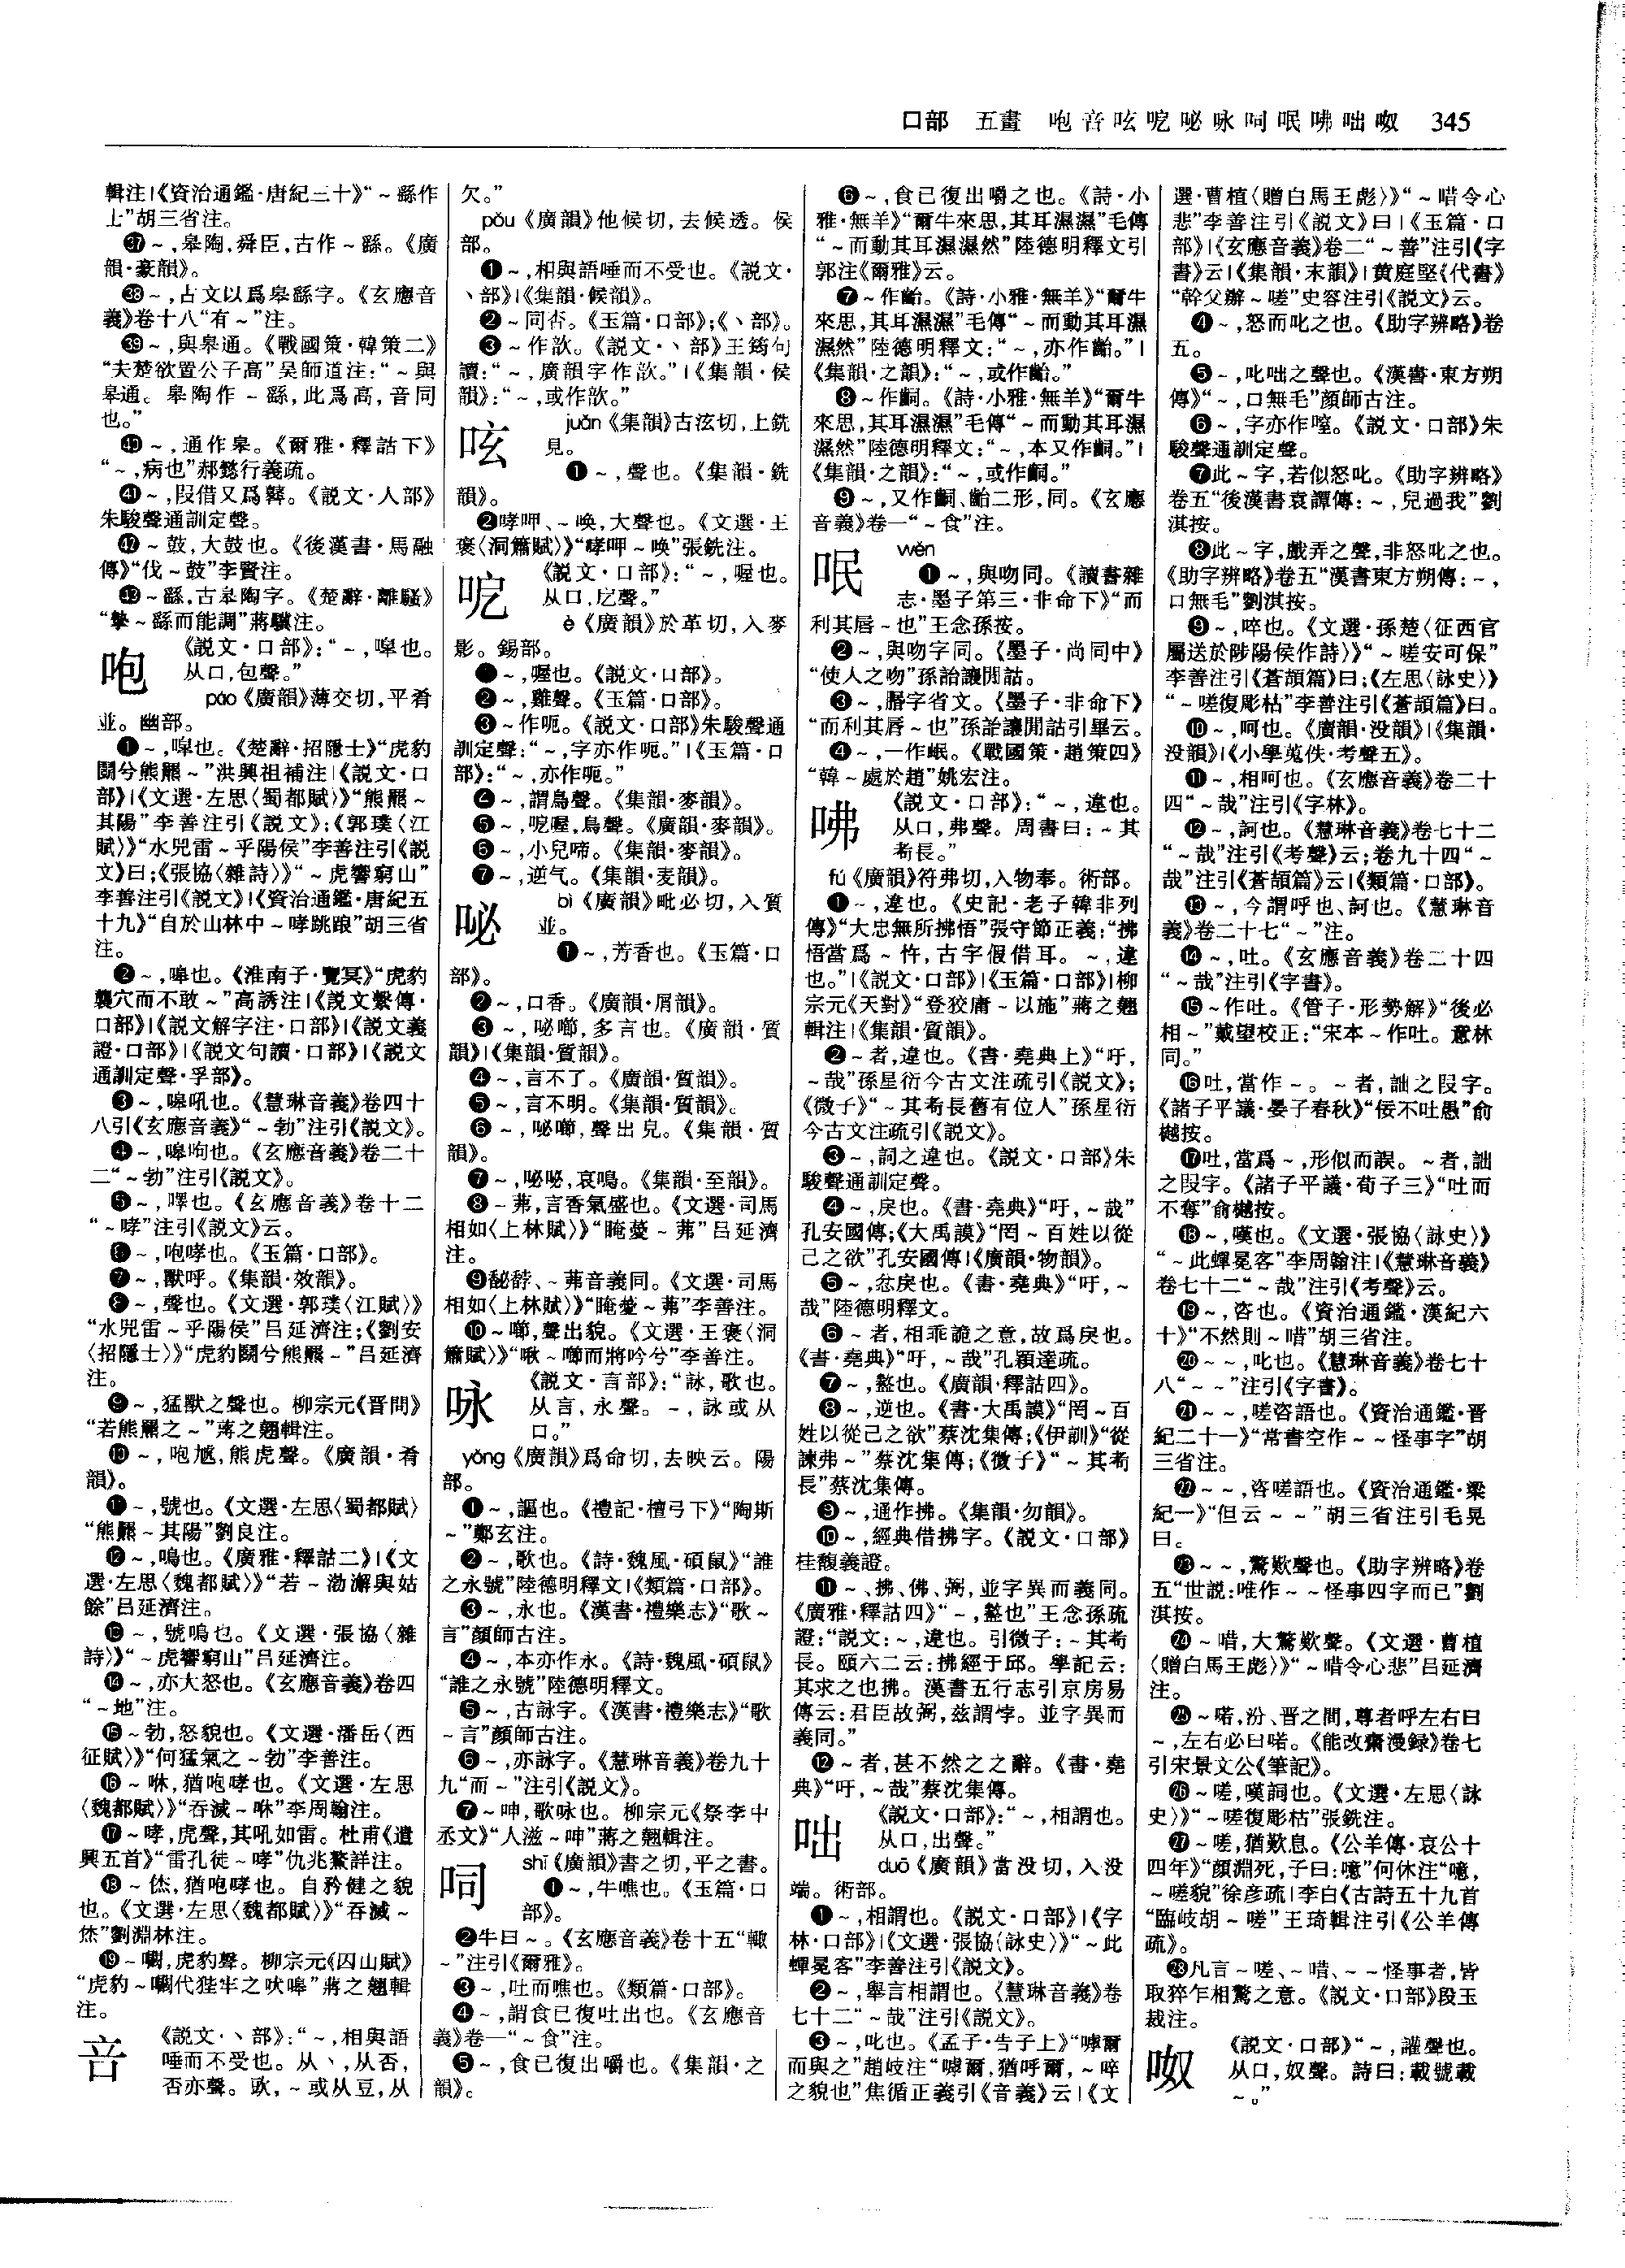 口部　五畫　咆咅呟呝咇咏呞呡咈咄呶　345
輯注|《資治通鑑·唐紀三十》“～繇作
上”胡三省注。
㊲～,皋陶,舜臣,古作～繇。《廣
韻·豪韻》。
㊳～,古文以爲皋繇字。《玄應音
義》卷十八“有～”注。
㊴～,與皋通。《戰國策·韓策二》
“夫楚欲置公子高”吴師道注:“～與
皋通。皋陶作～繇,此爲高,音同
也。”
㊵～,通作皋。《爾雅·釋詁下》
“～,病也”郝懿行義疏。
㊶～,叚借又爲鼛。《説文·人部》
朱駿聲通訓定聲。
㊷～鼓,大鼓也。《後漢書·馬融
傳》“伐～鼓”李賢注。
㊸～繇,古皋陶字。《楚辭·離騷》
“摯～繇而能調”蔣驥注。
咆
《説文·口部》:“～,嘷也。
从口,包聲。”
páo《廣韻》薄交切,平肴
並。幽部。
❶～,嘷也。《楚辭·招隱士》“虎豹
鬭兮熊羆～”洪興祖補注|《説文·口
部》|《文選·左思〈蜀都賦〉》“熊羆～
其陽”李善注引《説文》;《郭璞〈江
賦〉》“水兕雷～乎陽侯”李善注引《説
文》曰;《張協〈雜詩〉》“～虎響窮山”
李善注引《説文》|《資治通鑑·唐紀五
十九》“自於山林中～哮跳踉”胡三省
注。
❷～,嘷也。《淮南子·覽冥》“虎豹
襲穴而不敢～”高誘注|《説文繫傳·
口部》|《説文解字注·口部》|《説文義
證·口部》|《説文句讀·口部》|《説文
通訓定聲·孚部》。
❸～,嘷吼也。《慧琳音義》卷四十
八引《玄應音義》“～勃”注引《説文》。
❹～,嘷呴也。《玄應音義》卷二十
二“～勃”注引《説文》。
❺～,嘷也。《玄應音義》卷十二
“～哮”注引《説文》云。
❻～,咆哮也。《玉篇·口部》。
❼～,獸呼。《集韻·效韻》。
❽～,聲也。《文選·郭璞〈江賦〉》
“水兕雷～乎陽侯”吕延濟注;《劉安
〈招隱士〉》“虎豹鬭兮熊羆～”吕延濟
注。
❾～,猛獸之聲也。柳宗元《晋問》
“若熊羆之～”蔣之翹輯注。
❿～,咆㷇,熊虎聲。《廣韻·肴
韻》。
⓫～,號也。《文選·左思〈蜀都賦〉
“熊羆～其陽”劉良注。
⓬～,鳴也。《廣雅·釋詁二》|《文
選·左思〈魏都賦〉》“若～渤澥與姑
餘”吕延濟注。
⓭～,號鳴也。《文選·張協〈雜
詩〉》“～虎響窮山”吕延濟注。
⓮～,亦大怒也。《玄應音義》卷四
“～地”注。
⓯～勃,怒貌也。《文選·潘岳〈西
征賦〉》“何猛氣之～勃”李善注。
⓰～咻,猶咆哮也。《文選·左思
〈魏都賦〉》“吞滅～咻”李周翰注。
⓱～哮,虎聲,其吼如雷。杜甫《遣
興五首》“雷孔徒～哮”仇兆鰲詳注。
⓲～烋,猶咆哮也。自矜健之貌
也。《文選·左思〈魏都賦〉》“吞滅～
烋”劉淵林注。
⓳～㘎,虎豹聲。柳宗元《囚山賦》
“虎豹～㘎代狴牢之吠嘷”蔣之翹輯
注。
咅
《説文·丶部》:“～,相與語
唾而不受也。从丶,从否,
否亦聲。㰯,～或从豆,从
欠。”
pǒu《廣韻》他候切,去候透。侯
部。
❶～,相與語唾而不受也。《説文·
丶部》|《集韻·候韻》。
❷～同㕻。《玉篇·口部》;《丶部》。
❸～作㰯。《説文·丶部》王筠句
讀:“～,廣韻字作㰯。”|《集韻·侯
韻》:“～,或作㰯。”
呟
juǎn《集韻》古泫切,上銑
見。
❶～,聲也。《集韻·銑
韻》。
❷哮呷、～唤,大聲也。《文選·王
褒〈洞簫賦〉》“哮呷～唤”張銑注。
呝
《説文·口部》:“～,喔也。
从口,戹聲。”
è《廣韻》於革切,入麥
影。錫部。
❶～,喔也。《説文·口部》。
❷～,雞聲。《玉篇·口部》。
❸～作呃。《説文·口部》朱駿聲通
訓定聲:“～,字亦作呃。”|《玉篇·口
部》:“～,亦作呃。”
❹～,謂鳥聲。《集韻·麥韻》。
❺～,呝喔,鳥聲。《廣韻·麥韻》。
❻～,小兒啼。《集韻·麥韻》。
❼～,逆气。《集韻·麦韻》。
咇
bì《廣韻》毗必切,入質
並。
❶～,芳香也。《玉篇·口
部》。
❷～,口香。《廣韻·屑韻》。
❸～,咇㘉,多言也。《廣韻·質
韻》|《集韻·質韻》。
❹～,言不了。《廣韻·質韻》。
❺～,言不明。《集韻·質韻》。
❻～,咇㘉,聲出皃。《集韻·質
韻》。
❼～,咇咇,哀鳴。《集韻·至韻》。
❽～茀,言香氣盛也。《文選·司馬
相如〈上林賦〉》“晻薆～茀”吕延濟
注。
❾馝馞、～茀音義同。《文選·司馬
相如〈上林賦〉》“晻薆～茀”李善注。
❿～㘉,聲出貌。《文選·王褒〈洞
簫賦〉》“啾～㘉而將吟兮”李善注。
咏
《説文·言部》:“詠,歌也。
从言,永聲。～,詠或从
口。”
yǒng《廣韻》爲命切,去映云。陽
部。
❶～,謳也。《禮記·檀弓下》“陶斯
～”鄭玄注。
❷～,歌也。《詩·魏風·碩鼠》“誰
之永號”陸德明釋文|《類篇·口部》。
❸～,永也。《漢書·禮樂志》“歌～
言”顔師古注。
❹～,本亦作永。《詩·魏風·碩鼠》
“誰之永號”陸德明釋文。
❺～,古詠字。《漢書·禮樂志》“歌
～言”顔師古注。
❻～,亦詠字。《慧琳音義》卷九十
九“而～”注引《説文》。
❼～呻,歌咏也。柳宗元《祭李中
丞文》“人滋～呻”蔣之翹輯注。
呞
shī《廣韻》書之切,平之書。
❶～,牛噍也。《玉篇·口
部》。
❷牛曰～。《玄應音義》卷十五“𪗪
～”注引《爾雅》。
❸～,吐而噍也。《類篇·口部》。
❹～,謂食已復吐出也。《玄應音
義》卷一“～食”注。
❺～,食已復出嚼也。《集韻·之
韻》。
❻～,食已復出嚼之也。《詩·小
雅·無羊》“爾牛來思,其耳濕濕”毛傳
“～而動其耳濕濕然”陸德明釋文引
郭注《爾雅》云。
❼～作齝。《詩·小雅·無羊》“爾牛
來思,其耳濕濕”毛傳“～而動其耳濕
濕然”陸德明釋文:“～,亦作齝。”|
《集韻·之韻》:“～,或作齝。”
❽～作齝。《詩·小雅·無羊》“爾牛
來思,其耳濕濕”毛傳“～而動其耳濕
濕然”陸德明釋文:“～,本又作齝。”|
《集韻·之韻》:“～,或作齝。”
❾～,又作齝、齝二形,同。《玄應
音義》卷一“～食”注。
呡
wěn
❶～,與吻同。《讀書雜
志·墨子第三·非命下》“而
利其唇～也”王念孫按。
❷～,與吻字同。《墨子·尚同中》
“使人之吻”孫詒讓閒詁。
❸～,脗字省文。《墨子·非命下》
“而利其唇～也”孫詒讓閒詁引畢云。
❹～,一作岷。《戰國策·趙策四》
“韓～處於趙”姚宏注。
咈
《説文·口部》:“～,違也。
从口,弗聲。周書曰:～其
耇長。”
fú《廣韻》符弗切,入物奉。術部。
❶～,違也。《史記·老子韓非列
傳》“大忠無所拂悟”張守節正義:“拂
悟當爲～忤,古字假借耳。～,違
也。”|《説文·口部》|《玉篇·口部》|柳
宗元《天對》“登狡庸～以施”蔣之翹
輯注|《集韻·質韻》。
❷～者,違也。《書·堯典上》“吁,
～哉”孫星衍今古文注疏引《説文》;
《微子》“～其耇長舊有位人”孫星衍
今古文注疏引《説文》。
❸～,詞之違也。《説文·口部》朱
駿聲通訓定聲。
❹～,戾也。《書·堯典》“吁,～哉”
孔安國傳;《大禹謨》“罔～百姓以從
己之欲”孔安國傳|《廣韻·物韻》。
❺～,忿戾也。《書·堯典》“吁,～
哉”陸德明釋文。
❻～者,相乖詭之意,故爲戾也。
《書·堯典》“吁,～哉”孔穎達疏。
❼～,盭也。《廣韻·釋詁四》。
❽～,逆也。《書·大禹謨》“罔～百
姓以從己之欲”蔡沈集傳;《伊訓》“從
諫弗～”蔡沈集傳;《微子》“～其耇
長”蔡沈集傳。
❾～,通作拂。《集韻·勿韻》。
❿～,經典借拂字。《説文·口部》
桂馥義證。
⓫～、拂、佛、弼,並字異而義同。
《廣雅·釋詁四》“～,盭也”王念孫疏
證:“説文:～,違也。引微子:～其耇
長。頤六二云:拂經于邱。學記云:
其求之也拂。漢書五行志引京房易
傳云:君臣故弼,兹謂悖。並字異而
義同。”
⓬～者,甚不然之之辭。《書·堯
典》“吁,～哉”蔡沈集傳。
咄
《説文·口部》:“～,相謂也。
从口,出聲。”
duō《廣韻》當没切,入没
端。術部。
❶～,相謂也。《説文·口部》|《字
林·口部》|《文選·張協〈詠史〉》“～此
蟬冕客”李善注引《説文》。
❷～,舉言相謂也。《慧琳音義》卷
七十二“～哉”注引《説文》。
❸～,叱也。《孟子·告子上》“嘑爾
而與之”趙岐注“嘑爾,猶呼爾,～啐
之貌也”焦循正義引《音義》云|《文
選·曹植〈贈白馬王彪〉》“～唶令心
悲”李善注引《説文》曰|《玉篇·口
部》|《玄應音義》卷二“～善”注引《字
書》云|《集韻·末韻》|黄庭堅《代書》
“幹父辦～嗟”史容注引《説文》云。
❹～,怒而叱之也。《助字辨略》卷
五。
❺～,叱咄之聲也。《漢書·東方朔
傳》“～,口無毛”顔師古注。
❻～,字亦作㗧。《説文·口部》朱
駿聲通訓定聲。
❼此～字,若似怒叱。《助字辨略》
卷五“後漢書袁譚傳:～,兒過我”劉
淇按。
❽此～字,戲弄之聲,非怒叱之也。
《助字辨略》卷五“漢書東方朔傳:～,
口無毛”劉淇按。
❾～,啐也。《文選·孫楚〈征西官
屬送於陟陽侯作詩〉》“～嗟安可保”
李善注引《蒼頡篇》曰;《左思〈詠史〉》
“～嗟復彫枯”李善注引《蒼頡篇》曰。
❿～,呵也。《廣韻·没韻》|《集韻·
没韻》|《小學蒐佚·考聲五》。
⓫～,相呵也。《玄應音義》卷二十
四“～哉”注引《字林》。
⓬～,訶也。《慧琳音義》卷七十二
“～哉”注引《考聲》云;卷九十四“～
哉”注引《蒼頡篇》云|《類篇·口部》。
⓭～,今謂呼也、訶也。《慧琳音
義》卷二十七“～”注。
⓮～,吐。《玄應音義》卷二十四
“～哉”注引《字書》。
⓯～作吐。《管子·形勢解》“後必
相～”戴望校正:“宋本～作吐。意林
同。”
⓰吐,當作～。～者,詘之叚字。
《諸子平議·晏子春秋》“佞不吐愚”俞
樾按。
⓱吐,當爲～,形似而誤。～者,詘
之叚字。《諸子平議·荀子三》“吐而
不奪”俞樾按。
⓲～,嘆也。《文選·張協〈詠史〉》
“～此蟬冕客”李周翰注|《慧琳音義》
卷七十二“～哉”注引《考聲》云。
⓳～,咨也。《資治通鑑·漢紀六
十》“不然則～唶”胡三省注。
⓴～～,叱也。《慧琳音義》卷七十
八“～～”注引《字書》。
㉑～～,嗟咨語也。《資治通鑑·晋
紀二十一》“常書空作～～怪事字”胡
三省注。
㉒～～,咨嗟語也。《資治通鑑·梁
紀一》“但云～～”胡三省注引毛晃
曰。
㉓～～,驚歎聲也。《助字辨略》卷
五“世説:唯作～～怪事四字而已”劉
淇按。
㉔～唶,大驚歎聲。《文選·曹植
〈贈白馬王彪〉》“～唶令心悲”吕延濟
注。
㉕～喏,汾、晋之間,尊者呼左右曰
～,左右必曰喏。《能改齋漫録》卷七
引宋景文公《筆記》。
㉖～嗟,嘆詞也。《文選·左思〈詠
史〉》“～嗟復彫枯”張銑注。
㉗～嗟,猶歎息。《公羊傳·哀公十
四年》“顔淵死,子曰:噫”何休注“噫,
～嗟貌”徐彦疏|李白《古詩五十九首
“臨岐胡～嗟”王琦輯注引《公羊傳
疏》。
㉘凡言～嗟、～唶、～～怪事者,皆
取猝乍相驚之意。《説文·口部》段玉
裁注。
呶
《説文·口部》“～,讙聲也。
从口,奴聲。詩曰:載號載
～。”